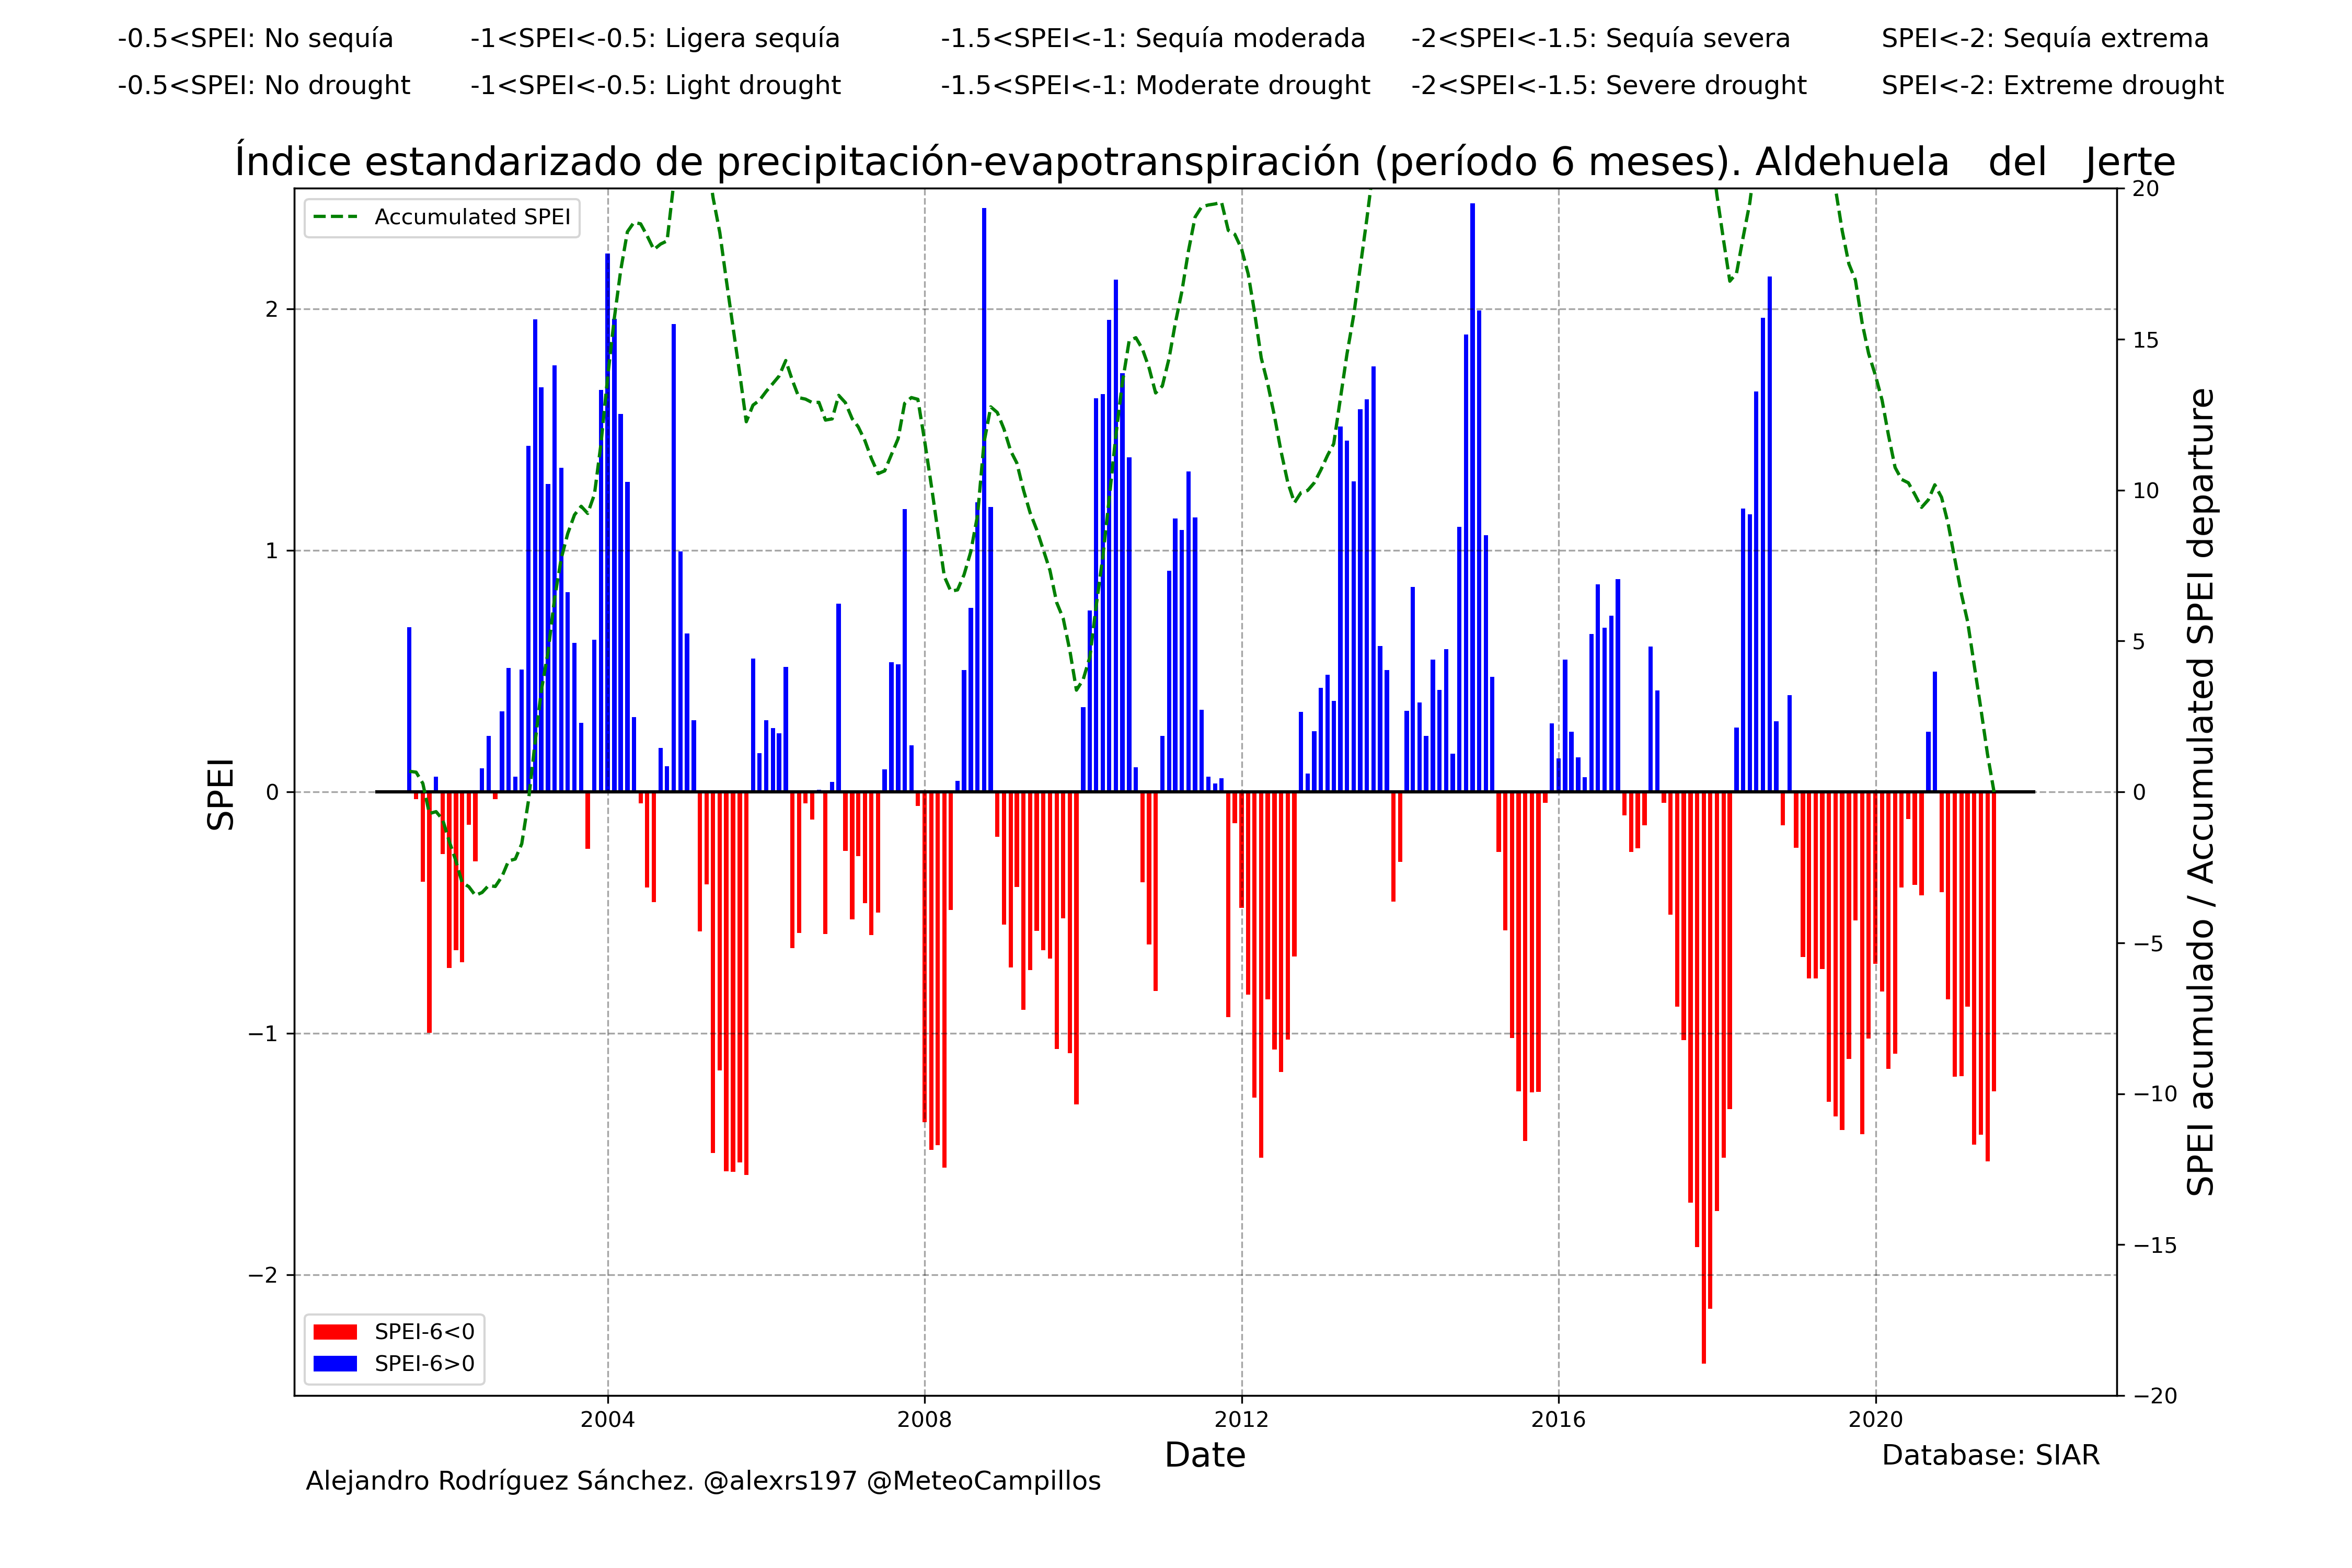 -0.5<SPEI: No sequía -1<SPEI<-0.5: Ligera sequía -1.5<SPEI<-1: Sequía moderada -2<SPEI<-1.5: Sequía severa SPEI<-2: Sequía extrema
-0.5<SPEI: No drought -1<SPEI<-0.5: Light drought -1.5<SPEI<-1: Moderate drought -2<SPEI<-1.5: Severe drought SPEI<-2: Extreme drought
Índice estandarizado de precipitación-evapotranspiración (período 6 meses). Aldehuela del Jerte
Accumulated SPEI
SPEI
2
1
0
−1
−2
20
15
10
5
0
−5
−10
−15
−20
SPEI acumulado / Accumulated SPEI departure
SPEI-6<0
SPEI-6>0
2004 2008 2012 2016 2020
Date
Database: SIAR
Alejandro Rodríguez Sánchez. @alexrs197 @MeteoCampillos